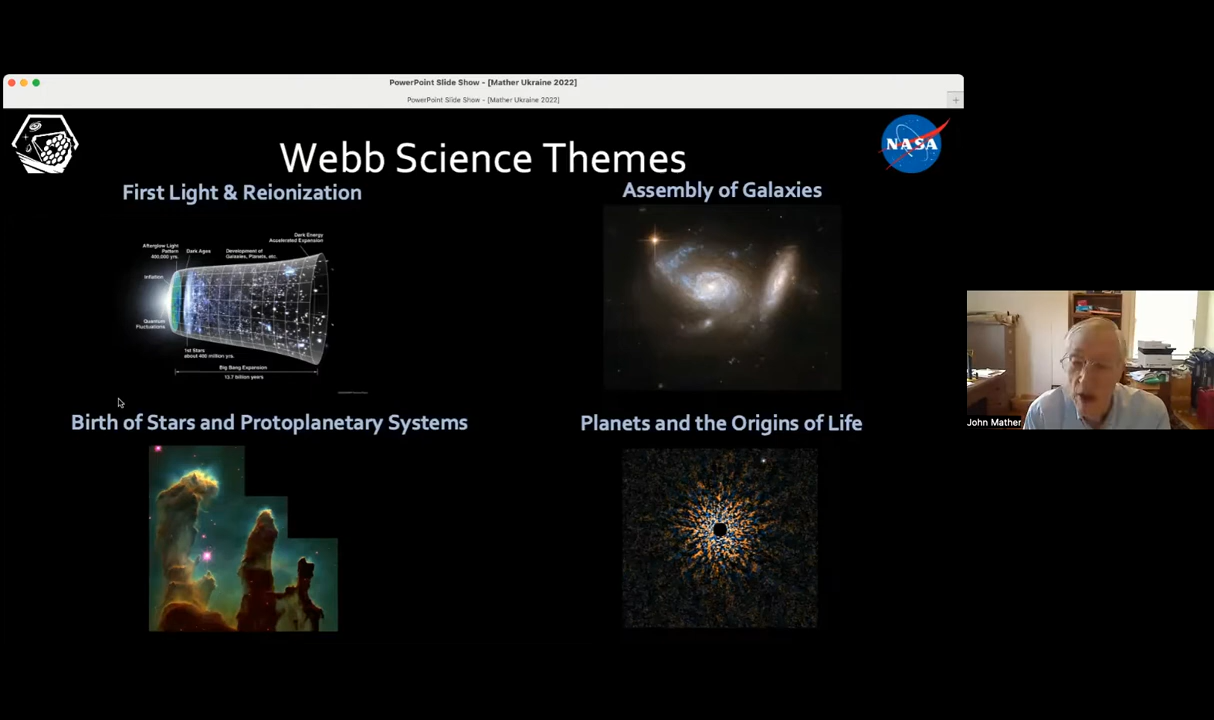 PowerPoint Slide Show - [Mather Ukraine 2022]
PowerPoint Slide Show - [Mather Ukraine 2022]
NASA
Webb Science Themes
First Light & Reionization
Assembly of Galaxies
Dark Energy
Accelerated Expansion
Afterglow Light
Pattern
400,000 yrs.
Dark Ages
Development of
Galaxies, Planets, etc.
Inflation
Quantum
Fluctuations
1st Stars
about 400 million yrs.
Big Bang Expansion
13.7 billion years
Birth of Stars and Protoplanetary Systems
Planets and the Origins of Life
John Mather